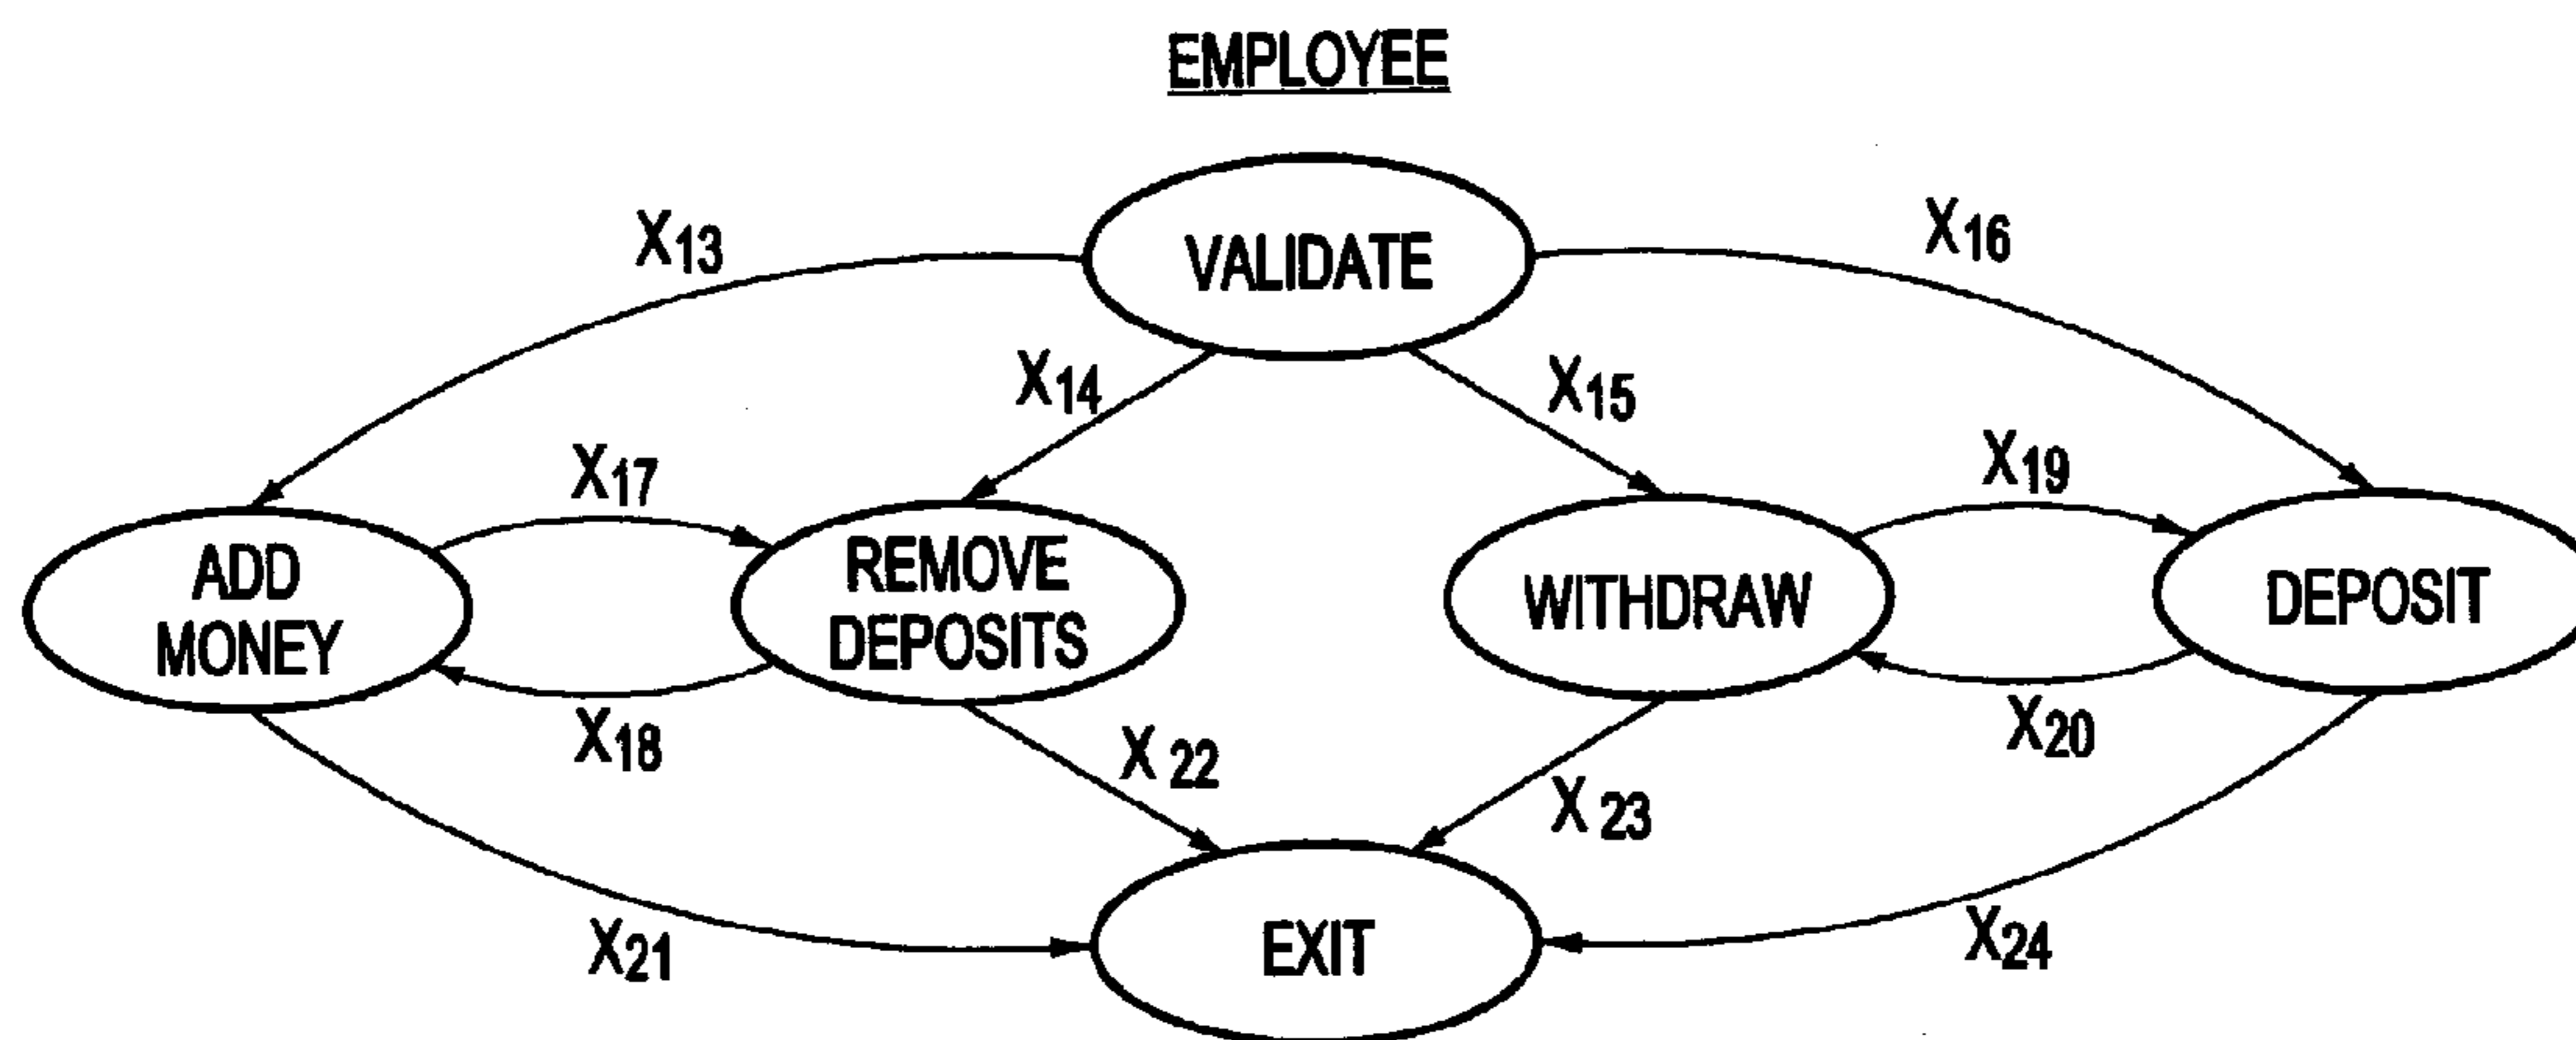 EMPLOYEE
VALIDATE
X13
X16
X14
X15
X17
X19
ADD
MONEY
REMOVE
DEPOSITS
WITHDRAW
DEPOSIT
X18
X20
X 22
X 23
X21
X24
EXIT